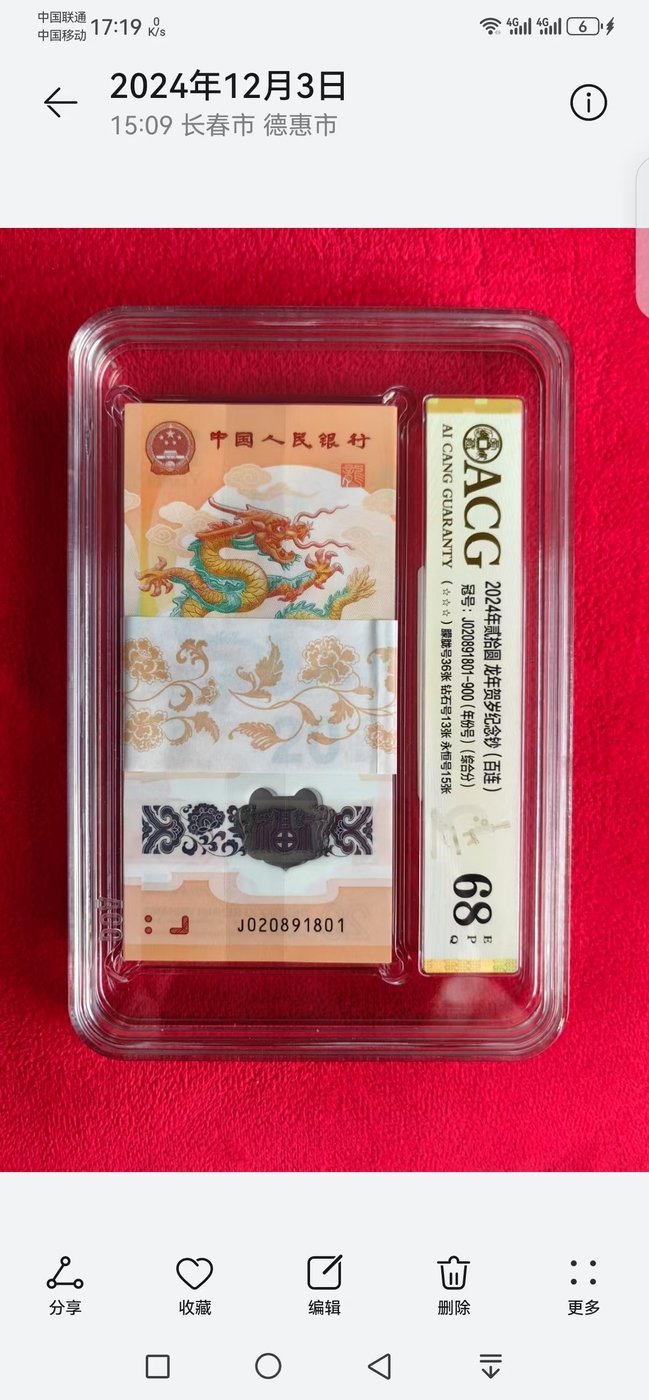 中国联通
中国移动
17:19
0
K/s
4G
4G
6
2024年12月3日
15:09 长春市 德惠市
中国人民银行
J020891801
ACG
AI CANG GUARANTY
2024年贰拾圆 龙年贺岁纪念钞（百连）
冠号：J020891801-900 (年份号) (综合分)
(☆☆☆) 朦胧号36张 钻石号13张 永恒号15张
68
Q P E
分享
收藏
编辑
删除
更多